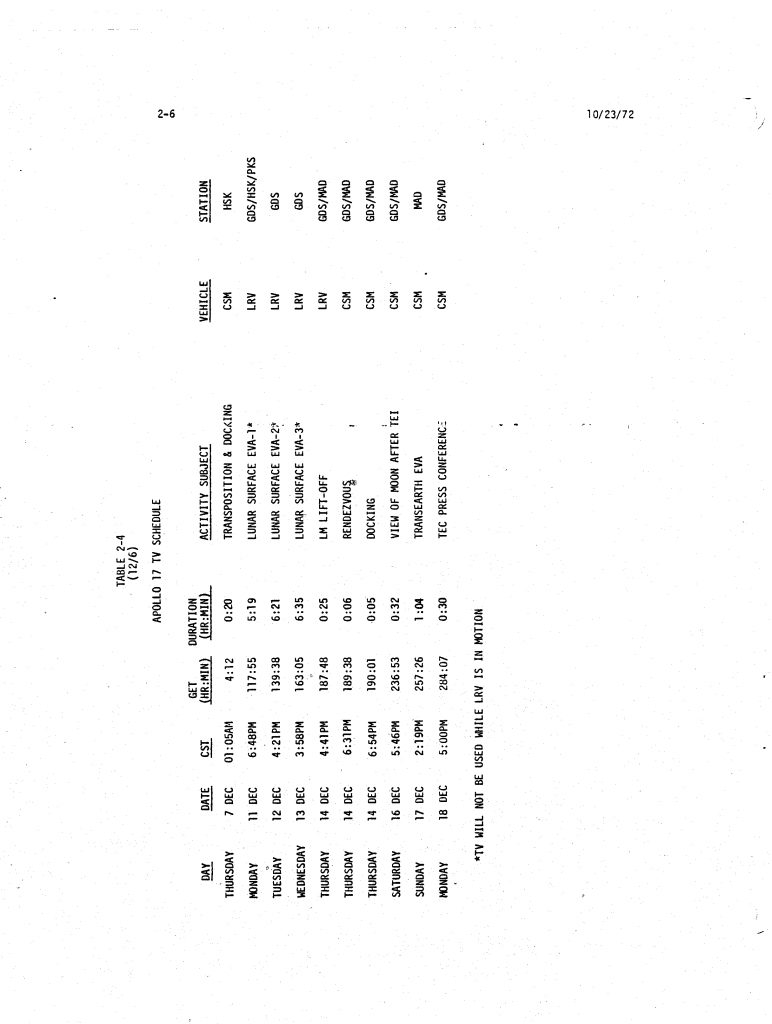 2-6
10/23/72
TABLE 2-4
(12/6)
APOLLO 17 TV SCHEDULE
DAY DATE CST GET (HR:MIN) DURATION (HR:MIN) ACTIVITY SUBJECT VEHICLE STATION
THURSDAY 7 DEC 01:05AM 4:12 0:20 TRANSPOSITION & DOCKING CSM HSK
MONDAY 11 DEC 6:48PM 117:55 5:19 LUNAR SURFACE EVA-1* LRV GDS/HSK/PKS
TUESDAY 12 DEC 4:21PM 139:38 6:21 LUNAR SURFACE EVA-2* LRV GDS
WEDNESDAY 13 DEC 3:58PM 163:05 6:35 LUNAR SURFACE EVA-3* LRV GDS
THURSDAY 14 DEC 4:41PM 187:48 0:25 LM LIFT-OFF LRV GDS/MAD
THURSDAY 14 DEC 6:31PM 189:38 0:06 RENDEZVOUS CSM GDS/MAD
THURSDAY 14 DEC 6:54PM 190:01 0:05 DOCKING CSM GDS/MAD
SATURDAY 16 DEC 5:46PM 236:53 0:32 VIEW OF MOON AFTER TEI CSM GDS/MAD
SUNDAY 17 DEC 2:19PM 257:26 1:04 TRANSEARTH EVA CSM MAD
MONDAY 18 DEC 5:00PM 284:07 0:30 TEC PRESS CONFERENCE CSM GDS/MAD
*TV WILL NOT BE USED WHILE LRV IS IN MOTION